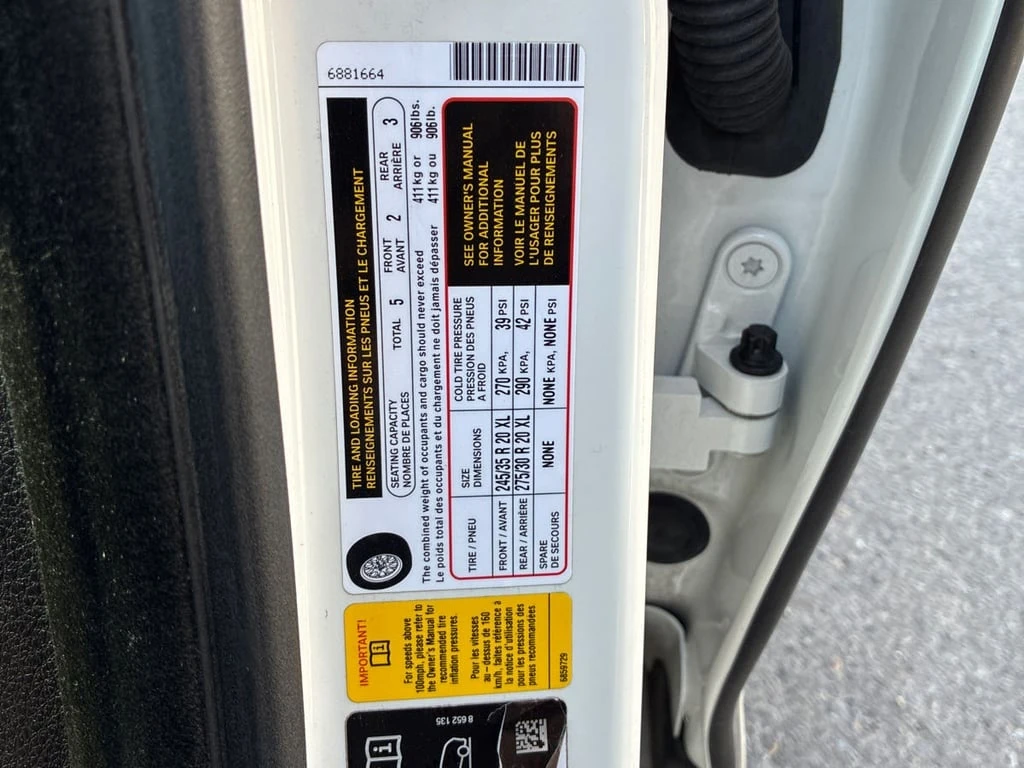 6881664
TIRE AND LOADING INFORMATION
RENSEIGNEMENTS SUR LES PNEUS ET LE CHARGEMENT
SEATING CAPACITY TOTAL 5 FRONT 2 REAR 3
NOMBRE DE PLACES AVANT ARRIÈRE
The combined weight of occupants and cargo should never exceed 411 kg or 906 lbs.
Le poids total des occupants et du chargement ne doit jamais dépasser 411 kg ou 906 lb.
TIRE / PNEU SIZE DIMENSIONS COLD TIRE PRESSURE PRESSION DES PNEUS A FROID
FRONT / AVANT 245/35 R 20 XL 270 KPA, 39 PSI
REAR / ARRIÈRE 275/30 R 20 XL 290 KPA, 42 PSI
SPARE DE SECOURS NONE NONE KPA, NONE PSI
SEE OWNER'S MANUAL
FOR ADDITIONAL
INFORMATION
VOIR LE MANUEL DE
L'USAGER POUR PLUS
DE RENSEIGNEMENTS
IMPORTANT!
For speeds above
100mph, please refer to
the Owner's Manual for
recommended tire
inflation pressures.
Pour les vitesses
au-dessus de 160
km/h, faites référence a
la notice d'utilisation
pour les pressions des
pneus recommandées
6859729
8 652 135